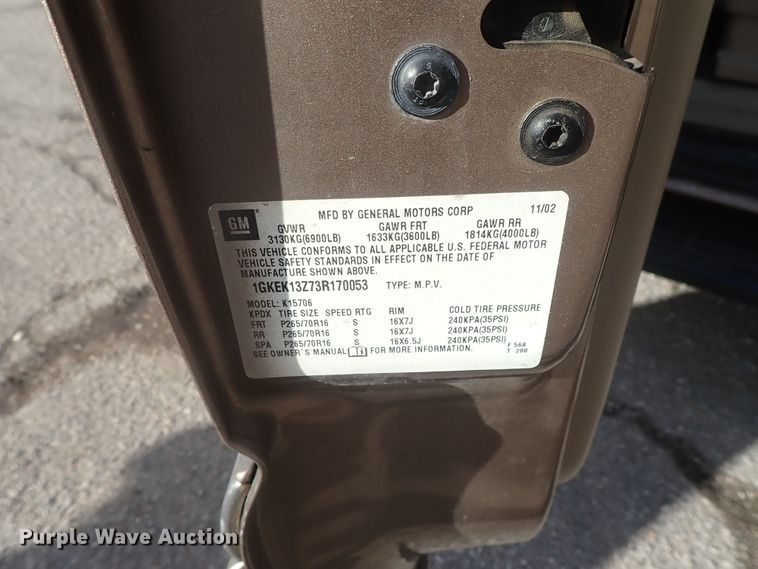 GM MFD BY GENERAL MOTORS CORP 11/02
GVWR GAWR FRT GAWR RR
3130KG(6900LB) 1633KG(3600LB) 1814KG(4000LB)
THIS VEHICLE CONFORMS TO ALL APPLICABLE U.S. FEDERAL MOTOR
VEHICLE SAFETY STANDARDS IN EFFECT ON THE DATE OF
MANUFACTURE SHOWN ABOVE.
1GKEK13Z73R170053 TYPE: M.P.V.
MODEL: K15706
KPDX TIRE SIZE SPEED RTG RIM COLD TIRE PRESSURE
FRT P265/70R16 S 16X7J 240KPA(35PSI)
RR P265/70R16 S 16X7J 240KPA(35PSI)
SPA P265/70R16 S 16X6.5J 240KPA(35PSI)
SEE OWNER'S MANUAL FOR MORE INFORMATION.
F 568
T 200
Purple Wave Auction